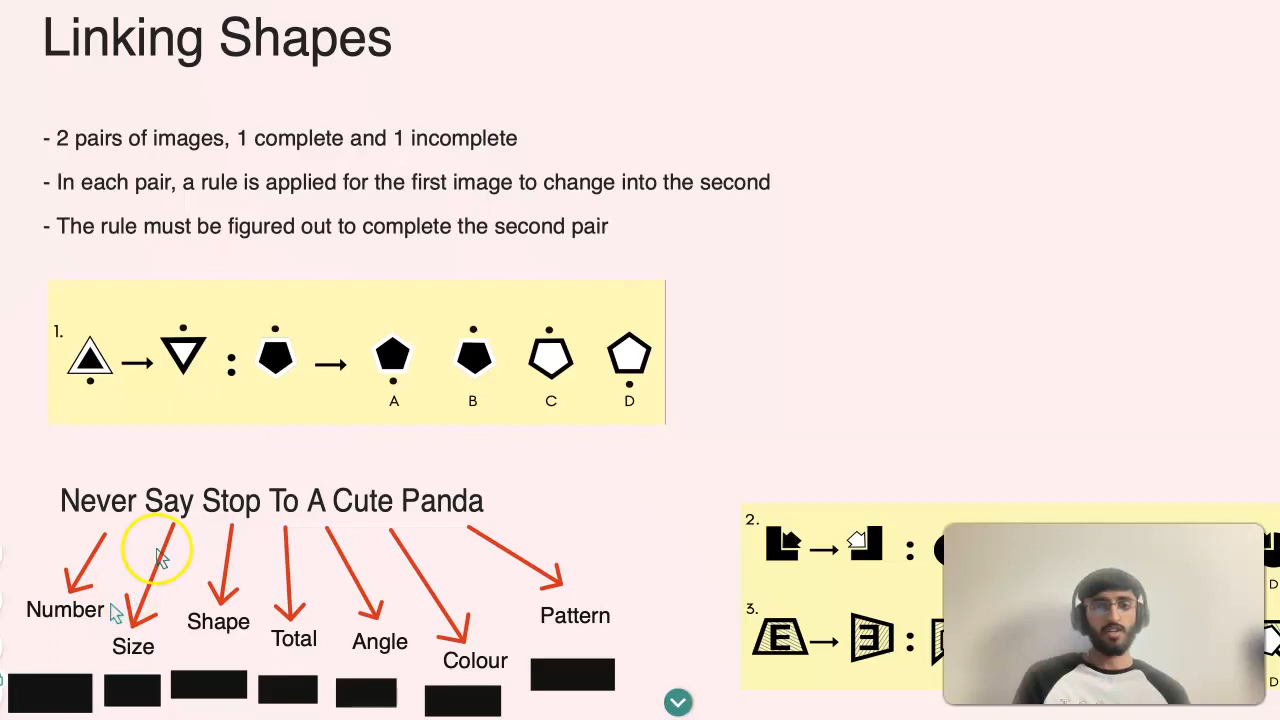 Linking Shapes
- 2 pairs of images, 1 complete and 1 incomplete
- In each pair, a rule is applied for the first image to change into the second
- The rule must be figured out to complete the second pair
1.
A B C D
Never Say Stop To A Cute Panda
Number
Size
Shape
Total
Angle
Colour
Pattern
2.
D
3.
E E
D